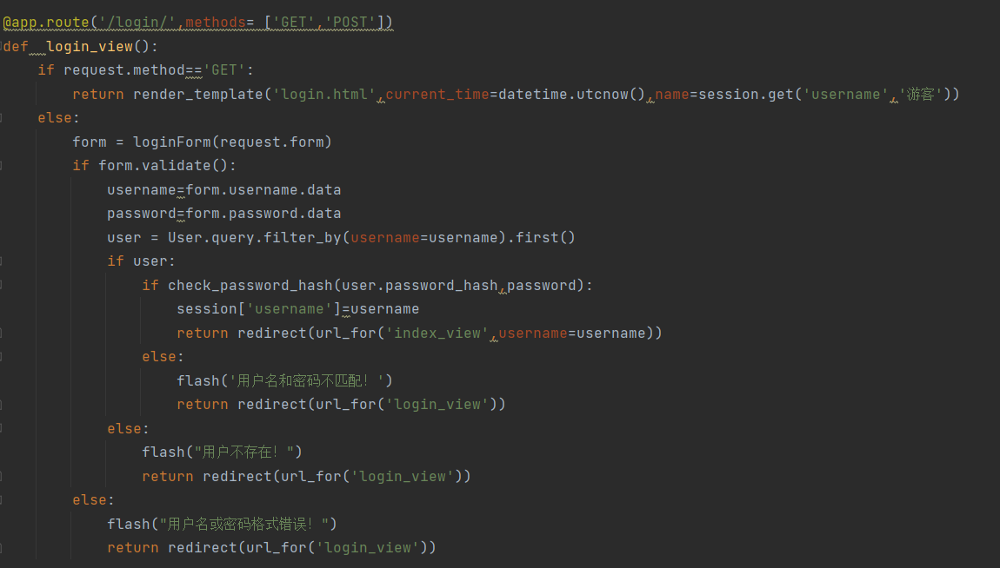 @app.route('/login/',methods= ['GET','POST'])
def  login_view():
    if request.method=='GET':
        return render_template('login.html',current_time=datetime.utcnow(),name=session.get('username','游客'))
    else:
        form = loginForm(request.form)
        if form.validate():
            username=form.username.data
            password=form.password.data
            user = User.query.filter_by(username=username).first()
            if user:
                if check_password_hash(user.password_hash,password):
                    session['username']=username
                    return redirect(url_for('index_view',username=username))
                else:
                    flash('用户名和密码不匹配！')
                    return redirect(url_for('login_view'))
            else:
                flash("用户不存在！")
                return redirect(url_for('login_view'))
        else:
            flash("用户名或密码格式错误！")
            return redirect(url_for('login_view'))